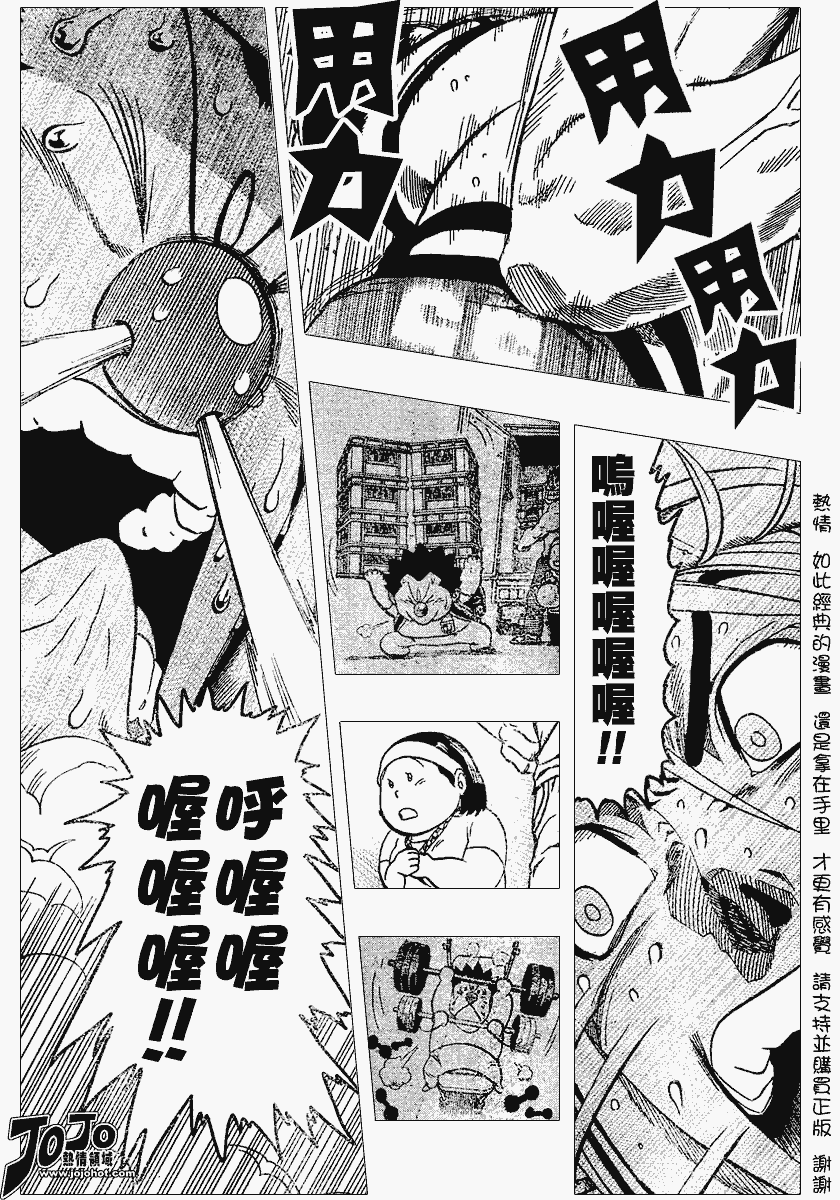 用力
用力
用力
嗚喔喔喔喔喔!!
呼喔喔
喔喔喔!!
熱情 如此經典的漫畫 還是拿在手里 才更有感覺 請支持並購買正版 謝謝
JOJO
熱情領域
www.jojohot.com